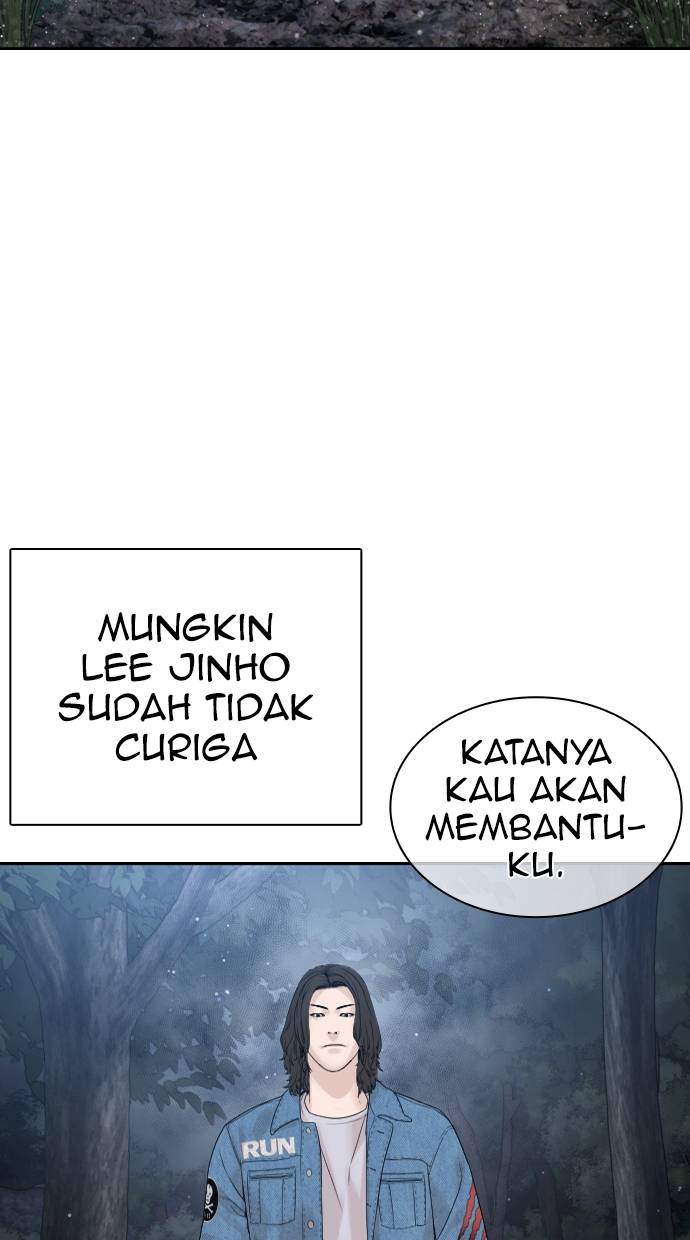 MUNGKIN
LEE JINHO
SUDAH TIDAK
CURIGA
KATANYA
KAU AKAN
MEMBANTU-
KU.
RUN